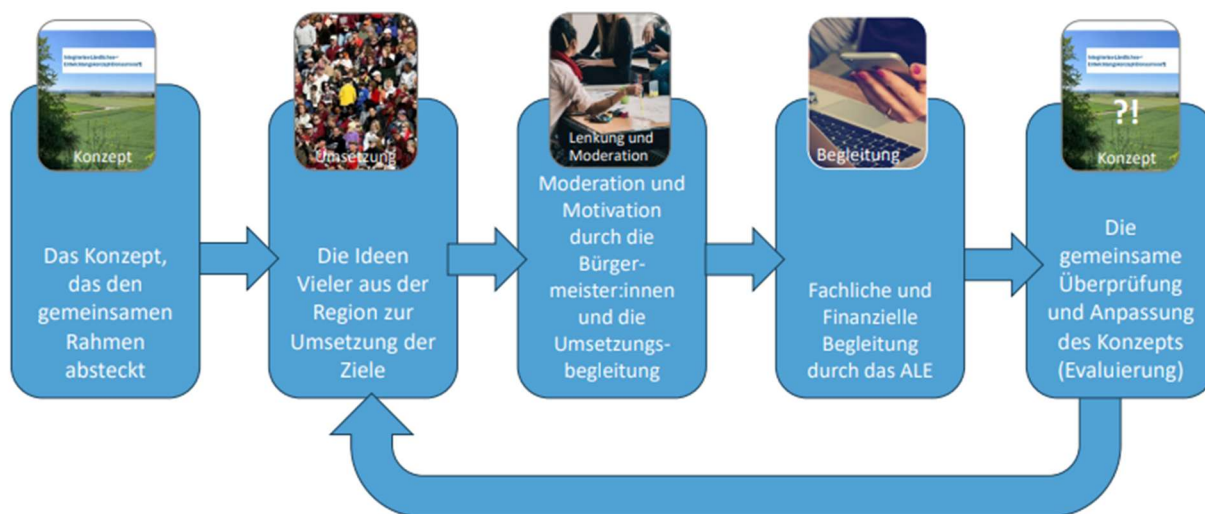 Konzept
Das Konzept,
das den
gemeinsamen
Rahmen
absteckt
Umsetzung
Die Ideen
Vieler aus der
Region zur
Umsetzung der
Ziele
Lenkung und
Moderation
Moderation und
Motivation
durch die
Bürger-
meister:innen
und die
Umsetzungs-
begleitung
Begleitung
Fachliche und
Finanzielle
Begleitung
durch das ALE
?!
Konzept
Die
gemeinsame
Überprüfung
und Anpassung
des Konzepts
(Evaluierung)